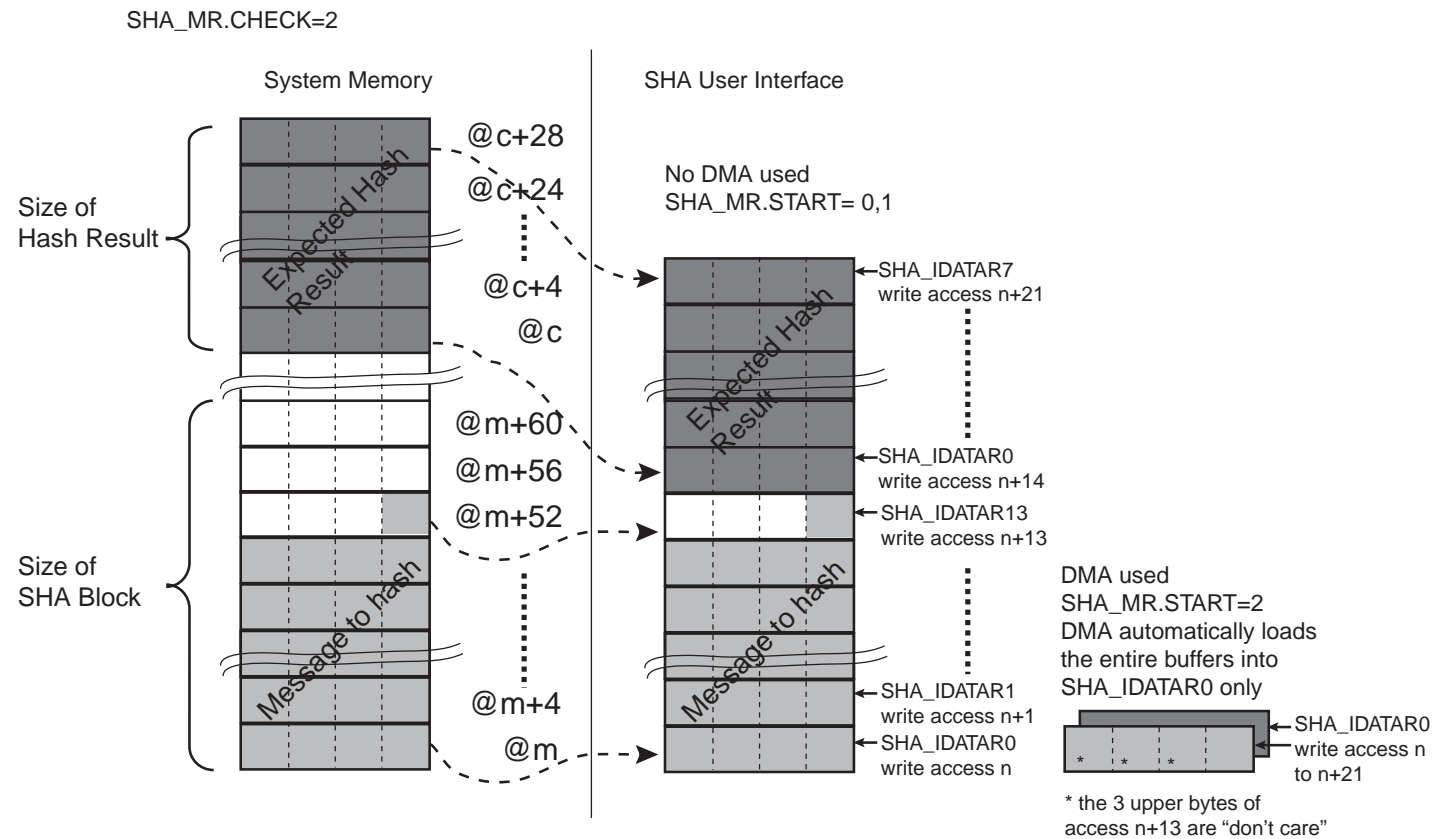 SHA_MR.CHECK=2
System Memory
SHA User Interface
Size of
Hash Result
Expected Hash
Result
@c+28
@c+24
@c+4
@c
No DMA used
SHA_MR.START= 0,1
Expected Hash
Result
SHA_IDATAR7
write access n+21
SHA_IDATAR0
write access n+14
SHA_IDATAR13
write access n+13
Size of
SHA Block
Message to hash
@m+60
@m+56
@m+52
@m+4
@m
Message to hash
SHA_IDATAR1
write access n+1
SHA_IDATAR0
write access n
DMA used
SHA_MR.START=2
DMA automatically loads
the entire buffers into
SHA_IDATAR0 only
* * *
SHA_IDATAR0
write access n
to n+21
* the 3 upper bytes of
access n+13 are “don’t care”